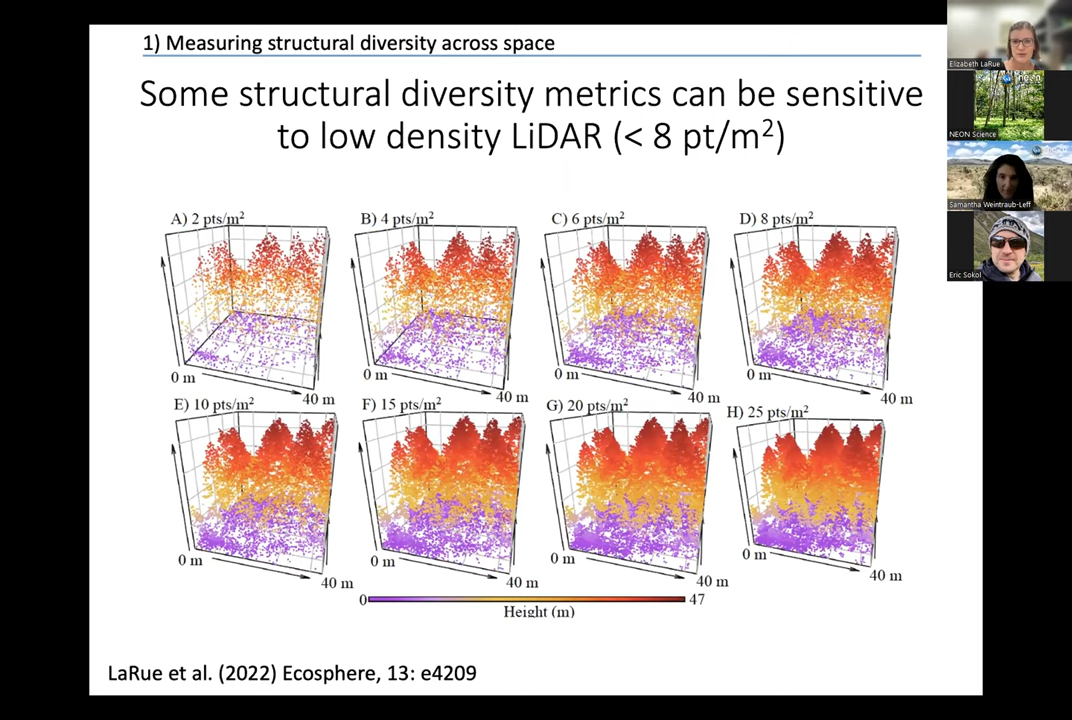 1) Measuring structural diversity across space
Some structural diversity metrics can be sensitive
to low density LiDAR (< 8 pt/m²)
A) 2 pts/m²
B) 4 pts/m²
C) 6 pts/m²
D) 8 pts/m²
0 m
40 m
0 m
40 m
0 m
40 m
0 m
40 m
E) 10 pts/m²
F) 15 pts/m²
G) 20 pts/m²
H) 25 pts/m²
0 m
40 m
0 m
40 m
0 m
40 m
0 m
40 m
0
47
Height (m)
LaRue et al. (2022) Ecosphere, 13: e4209
Elizabeth LaRue
neon
NEON Science
Samantha Weintraub-Leff
Eric Sokol